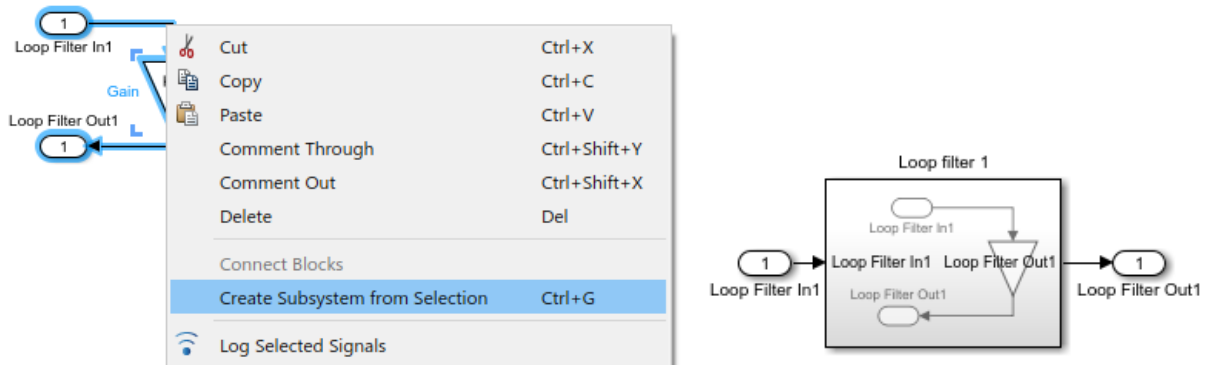 1
Loop Filter In1
Gain
Loop Filter Out1
1
Cut Ctrl+X
Copy Ctrl+C
Paste Ctrl+V
Comment Through Ctrl+Shift+Y
Comment Out Ctrl+Shift+X
Delete Del
Connect Blocks
Create Subsystem from Selection Ctrl+G
Log Selected Signals
Loop filter 1
Loop Filter In1
1
Loop Filter In1
Loop Filter In1 Loop Filter Out1
Loop Filter Out1
1
Loop Filter Out1